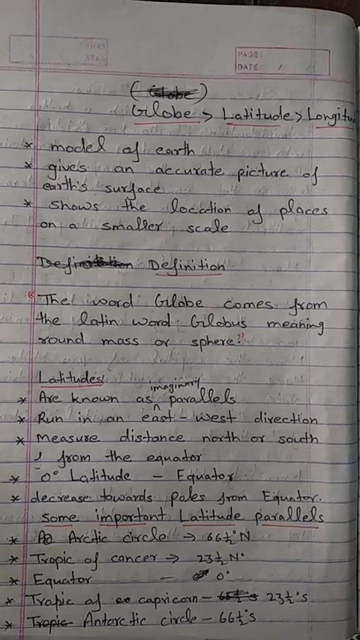 PAGE:
DATE:
(Globe)
Globe > Latitude > Longitu
* model of earth
* gives an accurate picture of
earth's surface
* shows the location of places
on a smaller scale
Definition Definition
"The word Globe comes from
the latin word Globus meaning
round mass or sphere."
Latitudes
imaginary
* Are known as parallels
* Run in an east - west direction
* Measure distance north or south
from the equator
* 0° Latitude - Equator
* decrease towards poles from Equator.
some important Latitude parallels
* Arctic circle → 66½°N
* Tropic of cancer → 23½ N°
* Equator - 0°
* Tropic of capricon - 23½°s
* Tropic Antarctic circle - 66½°s